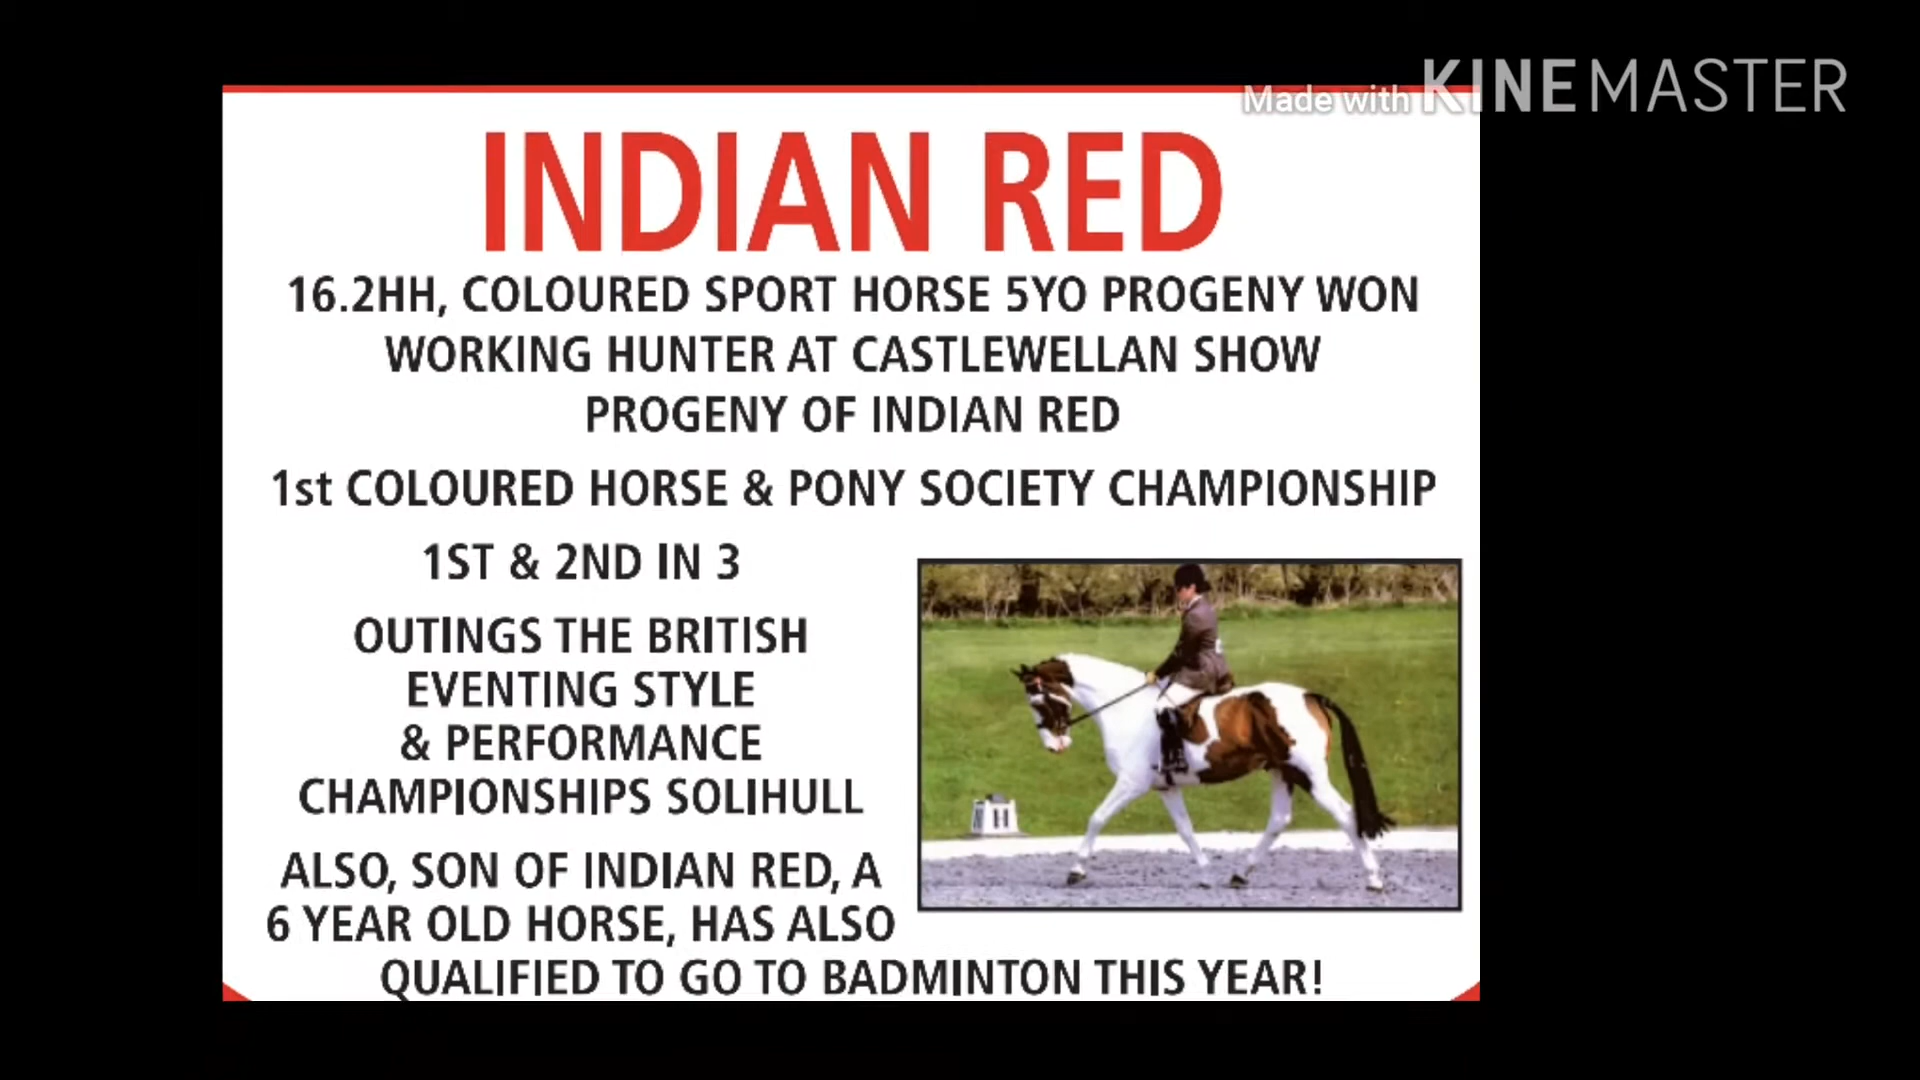 Made with KINEMASTER
INDIAN RED
16.2HH, COLOURED SPORT HORSE 5YO PROGENY WON
WORKING HUNTER AT CASTLEWELLAN SHOW
PROGENY OF INDIAN RED
1st COLOURED HORSE & PONY SOCIETY CHAMPIONSHIP
1ST & 2ND IN 3
OUTINGS THE BRITISH
EVENTING STYLE
& PERFORMANCE
CHAMPIONSHIPS SOLIHULL
H
ALSO, SON OF INDIAN RED, A
6 YEAR OLD HORSE, HAS ALSO
QUALIFIED TO GO TO BADMINTON THIS YEAR!